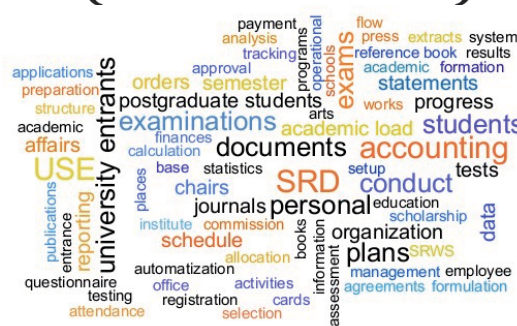 payment
flow
analysis
programs
operational
press
extracts
system
tracking
schools
exams
reference book
results
applications
approval
academic
formation
preparation
orders
semester
statements
structure
university entrants
postgraduate students
works
progress
academic
examinations
arts
academic load
students
affairs
finances
documents
accounting
calculation
USE
base
statistics
setup
tests
places
chairs
SRD
conduct
publications
entrance
reporting
journals
personal
education
scholarship
data
institute
commission
books
information
organization
schedule
plans
SRWS
allocation
automatization
management
employee
questionnaire
office
activities
assessment
agreements
formulation
testing
registration
cards
attendance
selection